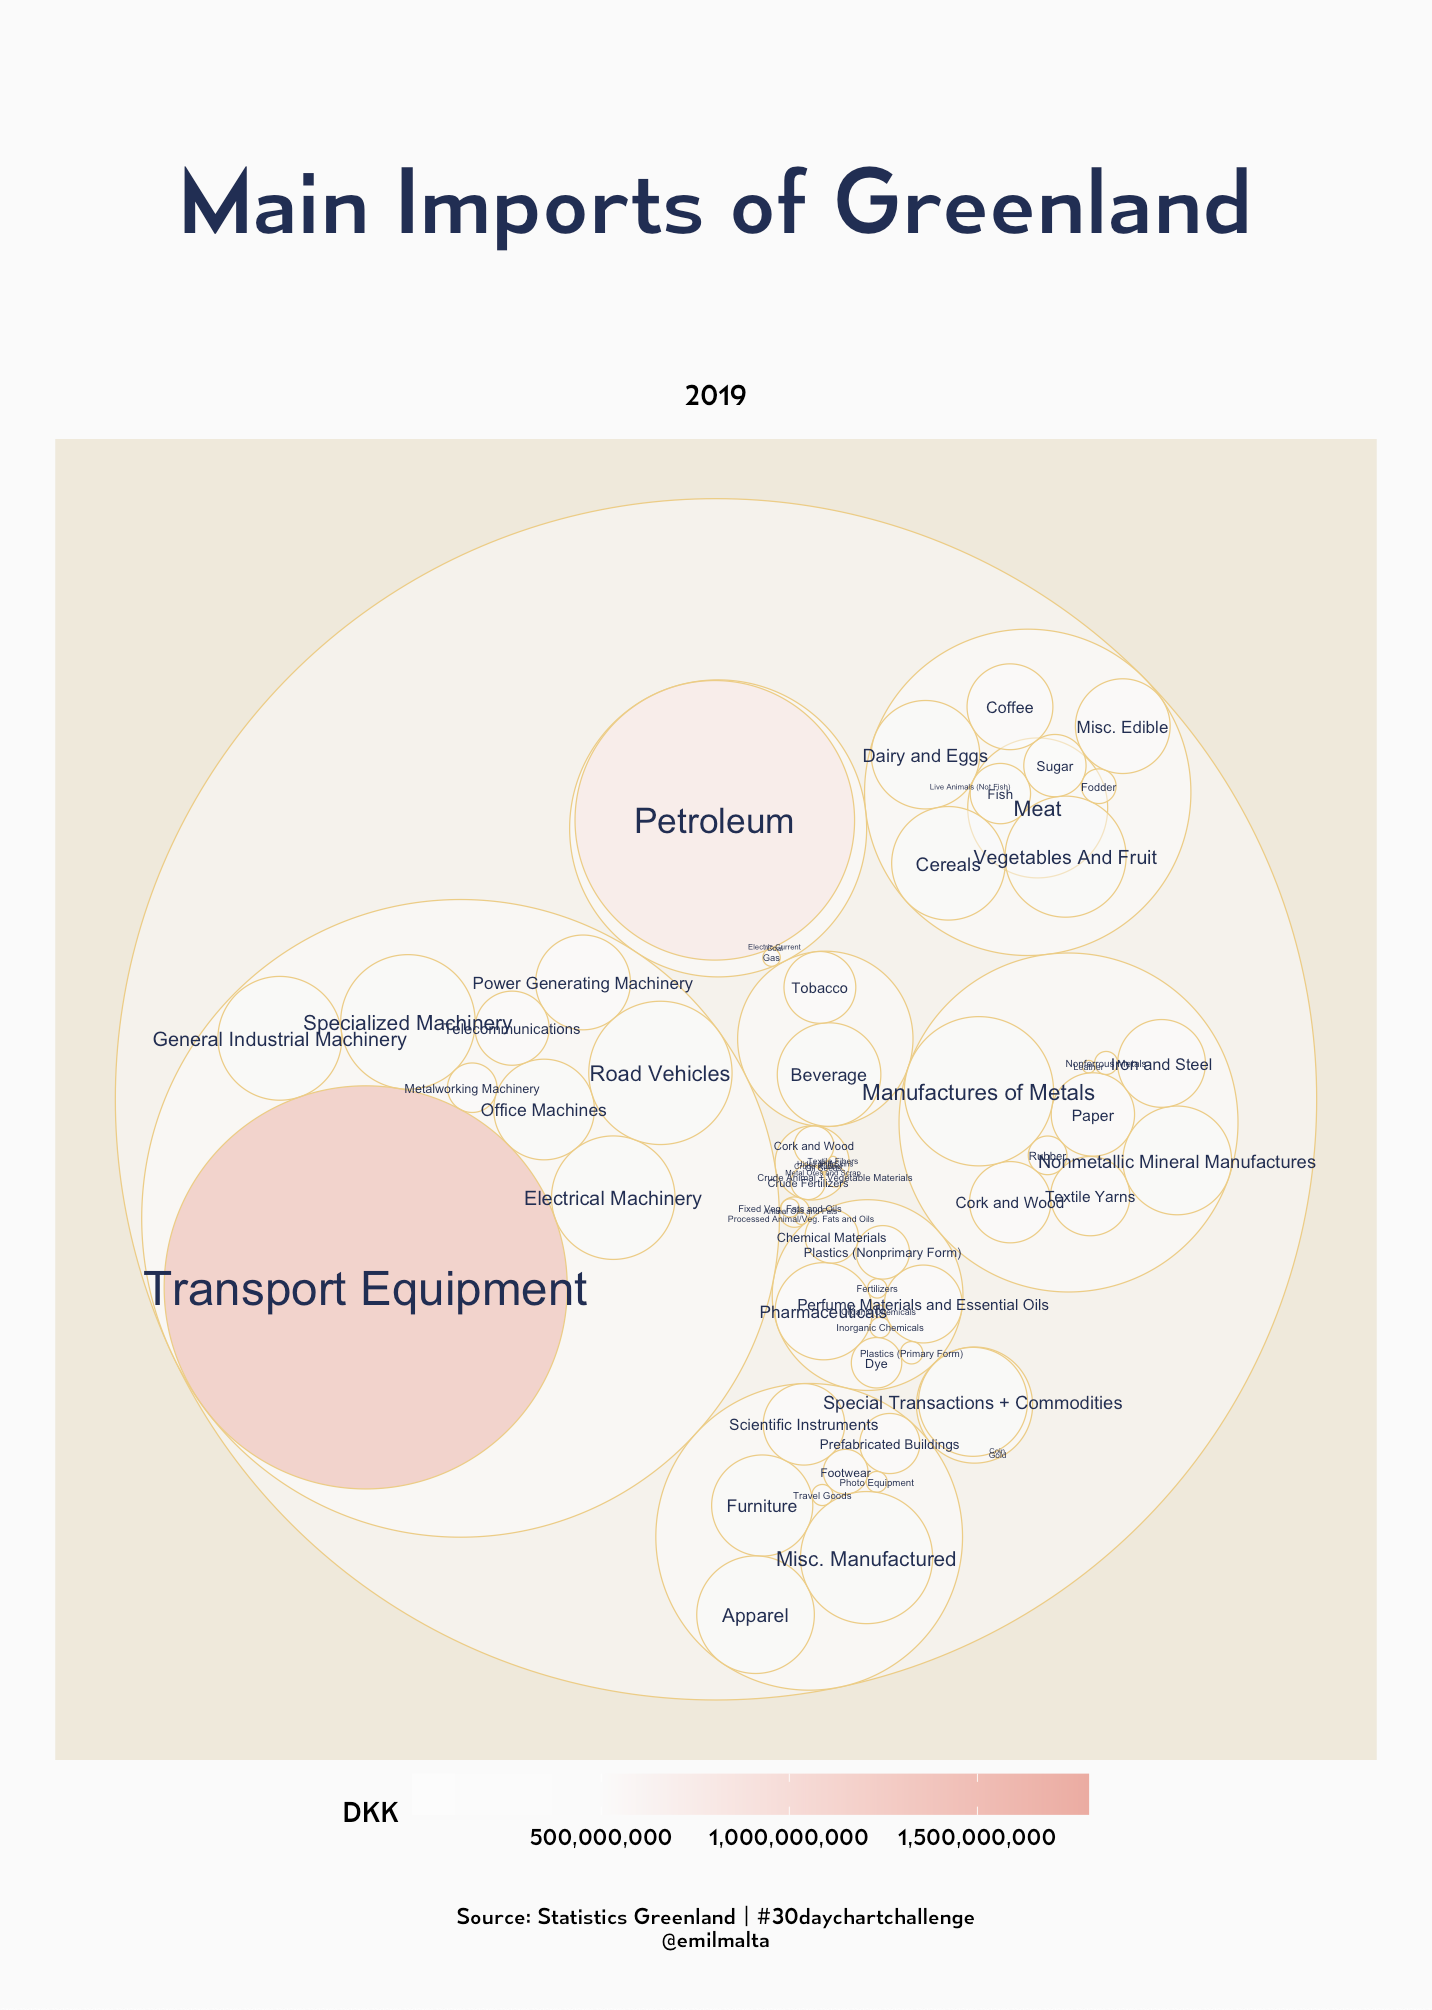 Main Imports of Greenland
2019
Coffee
Misc. Edible
Dairy and Eggs
Sugar
Live Animals (Not Fish)
Fish
Fodder
Meat
Petroleum
Vegetables And Fruit
Cereals
Electric Current
Gas
Power Generating Machinery
Tobacco
Specialized Machinery
Telecommunications
General Industrial Machinery
Road Vehicles
Beverage
Metalworking Machinery
Office Machines
Manufactures of Metals
Nonferrous Metals
Leather
Iron and Steel
Paper
Cork and Wood
Rubber
Nonmetallic Mineral Manufactures
Textile Fibers
Metal Ores and Scrap
Crude Animal + Vegetable Materials
Crude Fertilizers
Electrical Machinery
Cork and Wood
Textile Yarns
Fixed Veg. Fats and Oils
Animal Oils and Fats
Processed Animal/Veg. Fats and Oils
Chemical Materials
Plastics (Nonprimary Form)
Transport Equipment
Fertilizers
Perfume Materials and Essential Oils
Pharmaceuticals
Inorganic Chemicals
Plastics (Primary Form)
Dye
Special Transactions + Commodities
Scientific Instruments
Prefabricated Buildings
Coin
Gold
Footwear
Photo Equipment
Travel Goods
Furniture
Misc. Manufactured
Apparel
DKK
500,000,000 1,000,000,000 1,500,000,000
Source: Statistics Greenland | #30daychartchallenge
@emilmalta